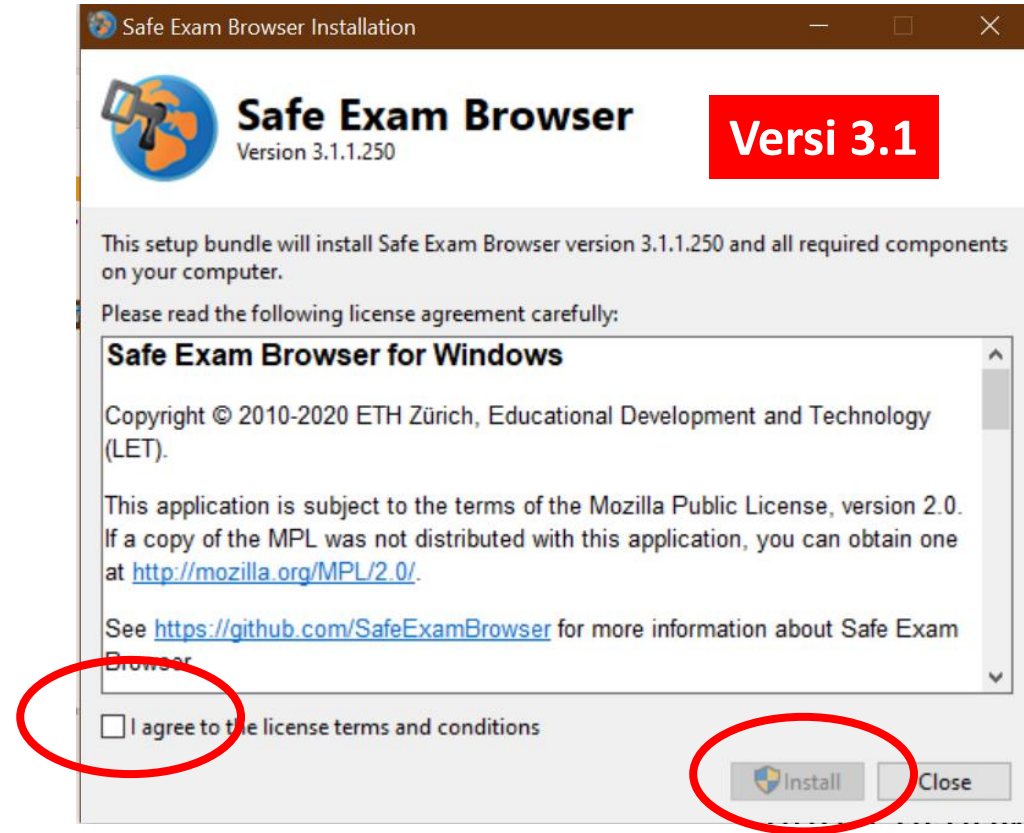 Safe Exam Browser Installation
Safe Exam Browser
Version 3.1.1.250
Versi 3.1
This setup bundle will install Safe Exam Browser version 3.1.1.250 and all required components
on your computer.
Please read the following license agreement carefully:
Safe Exam Browser for Windows
Copyright © 2010-2020 ETH Zürich, Educational Development and Technology
(LET).
This application is subject to the terms of the Mozilla Public License, version 2.0.
If a copy of the MPL was not distributed with this application, you can obtain one
at http://mozilla.org/MPL/2.0/.
See https://github.com/SafeExamBrowser for more information about Safe Exam
Browser
I agree to the license terms and conditions
Install
Close